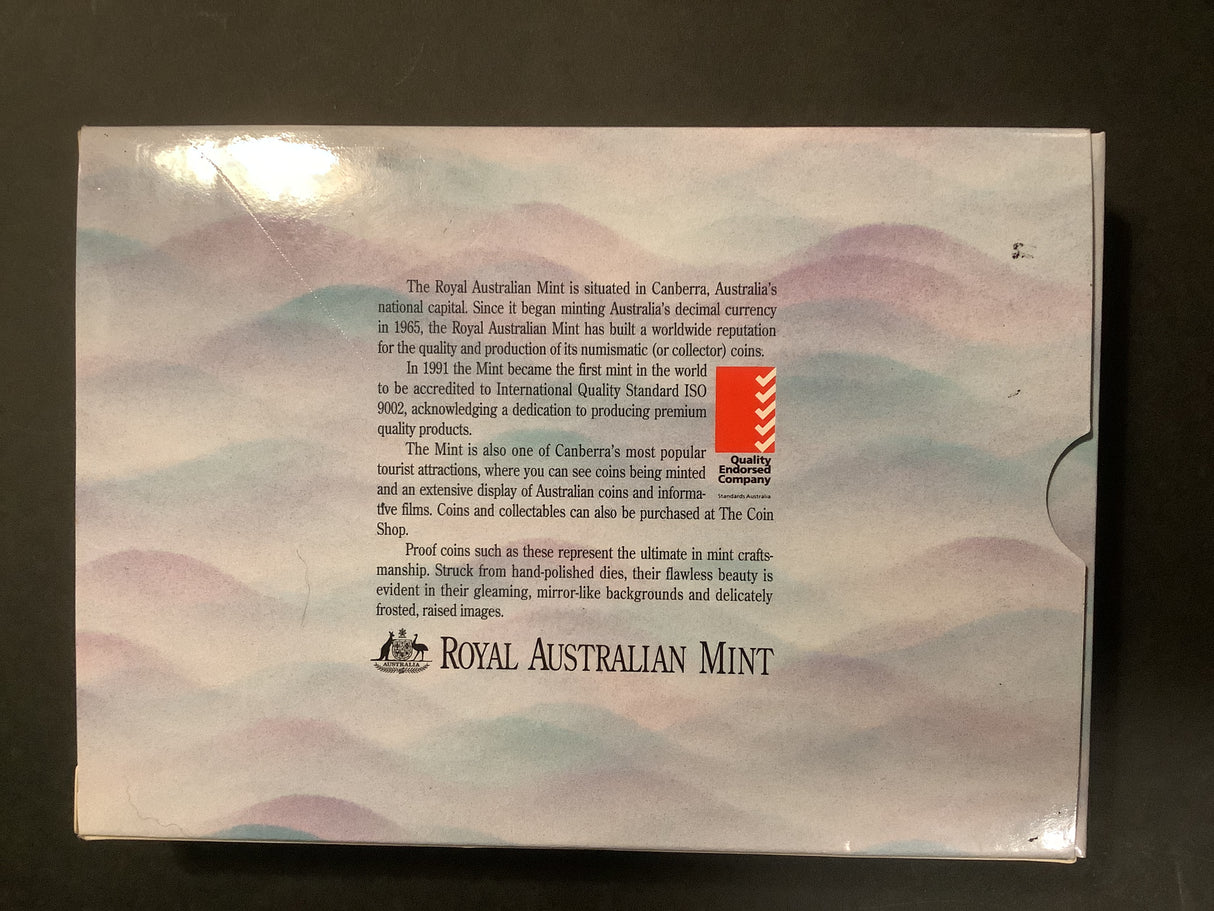 The Royal Australian Mint is situated in Canberra, Australia's
national capital. Since it began minting Australia's decimal currency
in 1965, the Royal Australian Mint has built a worldwide reputation
for the quality and production of its numismatic (or collector) coins.
In 1991 the Mint became the first mint in the world
to be accredited to International Quality Standard ISO
9002, acknowledging a dedication to producing premium
quality products.
The Mint is also one of Canberra's most popular
tourist attractions, where you can see coins being minted
and an extensive display of Australian coins and informa-
tive films. Coins and collectables can also be purchased at The Coin
Shop.
Quality
Endorsed
Company
Standards Australia
Proof coins such as these represent the ultimate in mint crafts-
manship. Struck from hand-polished dies, their flawless beauty is
evident in their gleaming, mirror-like backgrounds and delicately
frosted, raised images.
AUSTRALIA
ROYAL AUSTRALIAN MINT